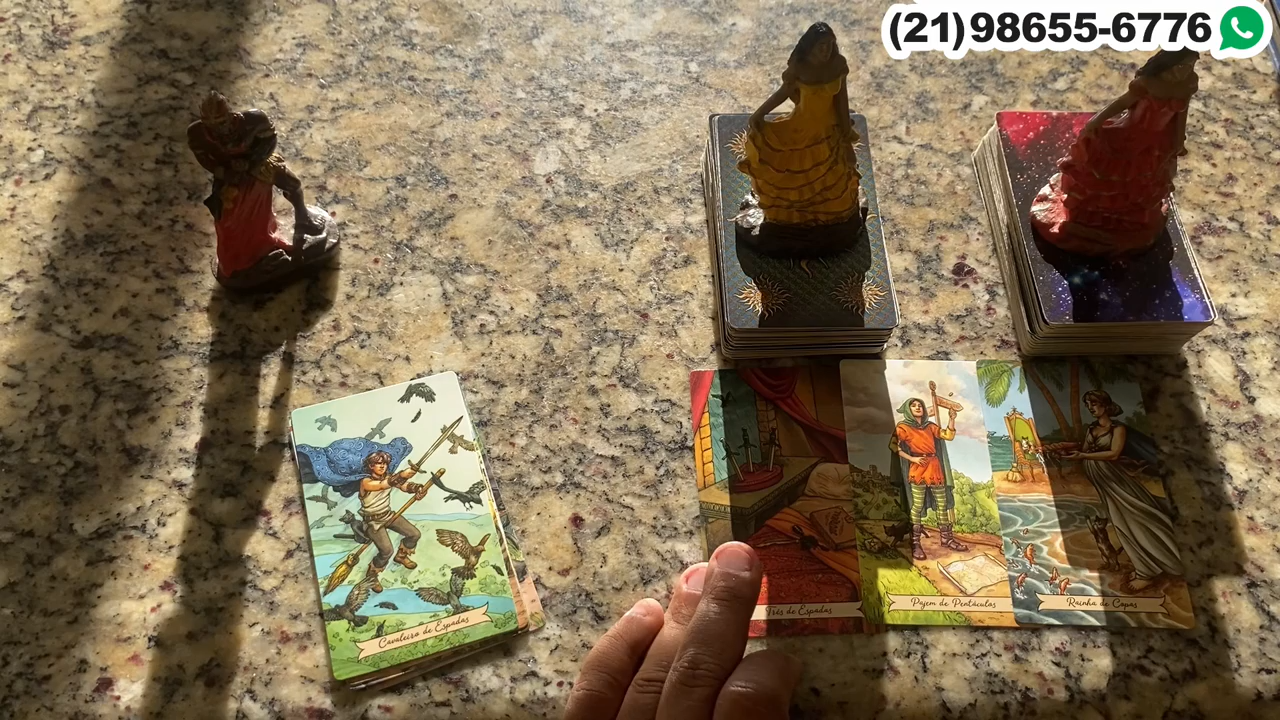 (21)98655-6776
Cavaleiro de Espadas
Três de Espadas
Pajem de Pentáculos
Rainha de Copas